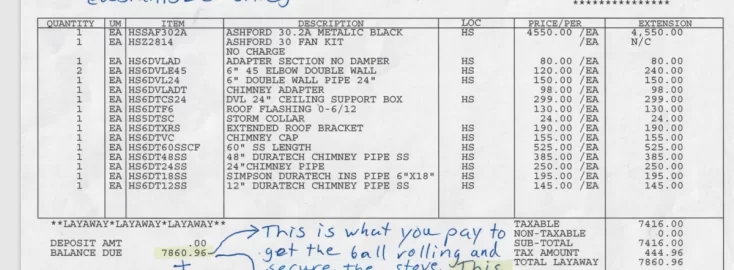 ***************
QUANTITY UM ITEM DESCRIPTION LOC PRICE/PER EXTENSION
1 EA HSSAF302A ASHFORD 30.2A METALIC BLACK HS 4550.00 /EA 4,550.00
1 EA HSZ2814 ASHFORD 30 FAN KIT /EA N/C
NO CHARGE
1 EA HS6DVLAD ADAPTER SECTION NO DAMPER HS 80.00 /EA 80.00
2 EA HS6DVLE45 6" 45 ELBOW DOUBLE WALL HS 120.00 /EA 240.00
1 EA HS6DVL24 6" DOUBLE WALL PIPE 24" HS 150.00 /EA 150.00
1 EA HS6DVLADT CHIMNEY ADAPTER 98.00 /EA 98.00
1 EA HS6DTCS24 DVL 24" CEILING SUPPORT BOX HS 299.00 /EA 299.00
1 EA HS6DTF6 ROOF FLASHING 0-6/12 130.00 /EA 130.00
1 EA HS5DTSC STORM COLLAR 24.00 /EA 24.00
1 EA HS6DTXRS EXTENDED ROOF BRACKET HS 190.00 /EA 190.00
1 EA HS6DTVC CHIMNEY CAP HS 155.00 /EA 155.00
1 EA HS6DT60SSCF 60" SS LENGTH HS 525.00 /EA 525.00
1 EA HS6DT48SS 48" DURATECH CHIMNEY PIPE SS HS 385.00 /EA 385.00
1 EA HS6DT24SS 24"CHIMNEY PIPE HS 250.00 /EA 250.00
1 EA HS6DT18SS SIMPSON DURATECH INS PIPE 6"X18" HS 195.00 /EA 195.00
1 EA HS6DT12SS 12" DURATECH CHIMNEY PIPE SS HS 145.00 /EA 145.00
**LAYAWAY*LAYAWAY*LAYAWAY**
DEPOSIT AMT .00
BALANCE DUE 7860.96
This is what you pay to
get the ball rolling and
secure the stove. This
TAXABLE 7416.00
NON-TAXABLE 0.00
SUB-TOTAL 7416.00
TAX AMOUNT 444.96
TOTAL LAYAWAY 7860.96